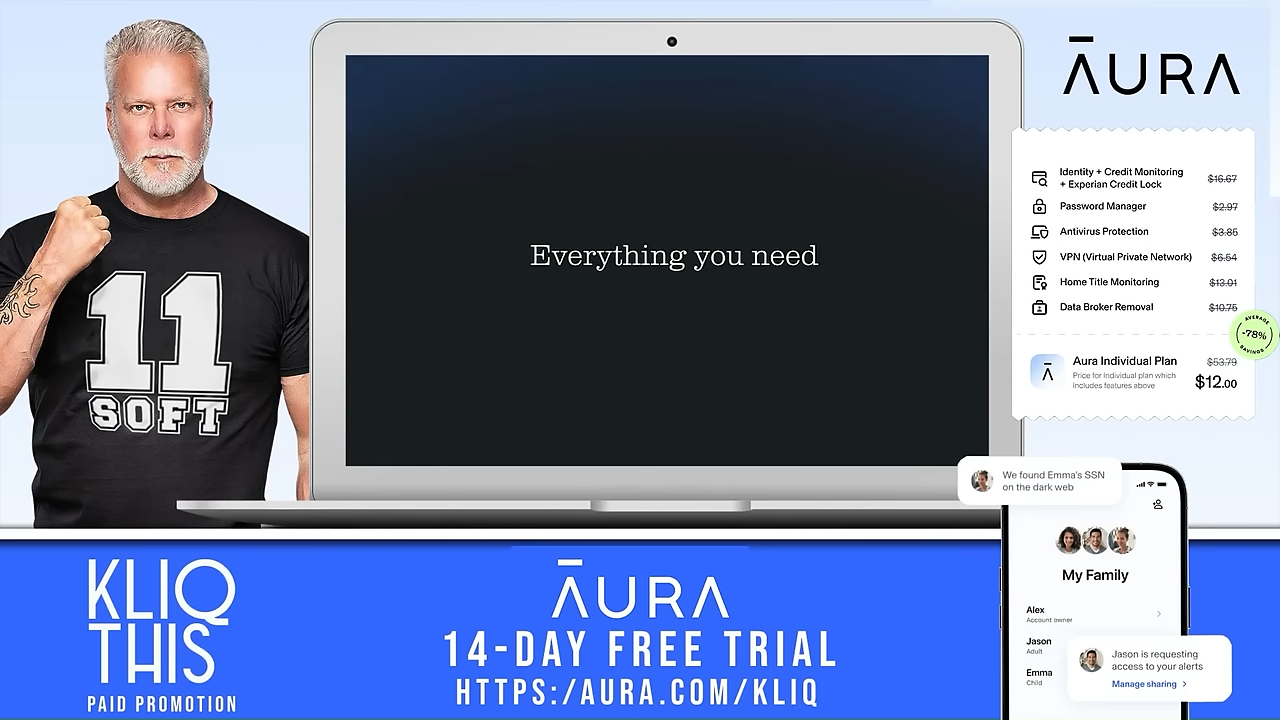 11
SOFT
Everything you need
ĀURA
Identity + Credit Monitoring
+ Experian Credit Lock
$16.67
Password Manager
$2.97
Antivirus Protection
$3.85
VPN (Virtual Private Network)
$6.54
Home Title Monitoring
$13.01
Data Broker Removal
$10.75
AVERAGE
-78%
SAVINGS
Aura Individual Plan
$53.79
Price for Individual plan which
includes features above
$12.00
We found Emma's SSN
on the dark web
My Family
Alex
Account owner
Jason
Adult
Emma
Child
Jason is requesting
access to your alerts
Manage sharing >
KLIQ
THIS
PAID PROMOTION
ĀURA
14-DAY FREE TRIAL
HTTPS:/AURA.COM/KLIQ